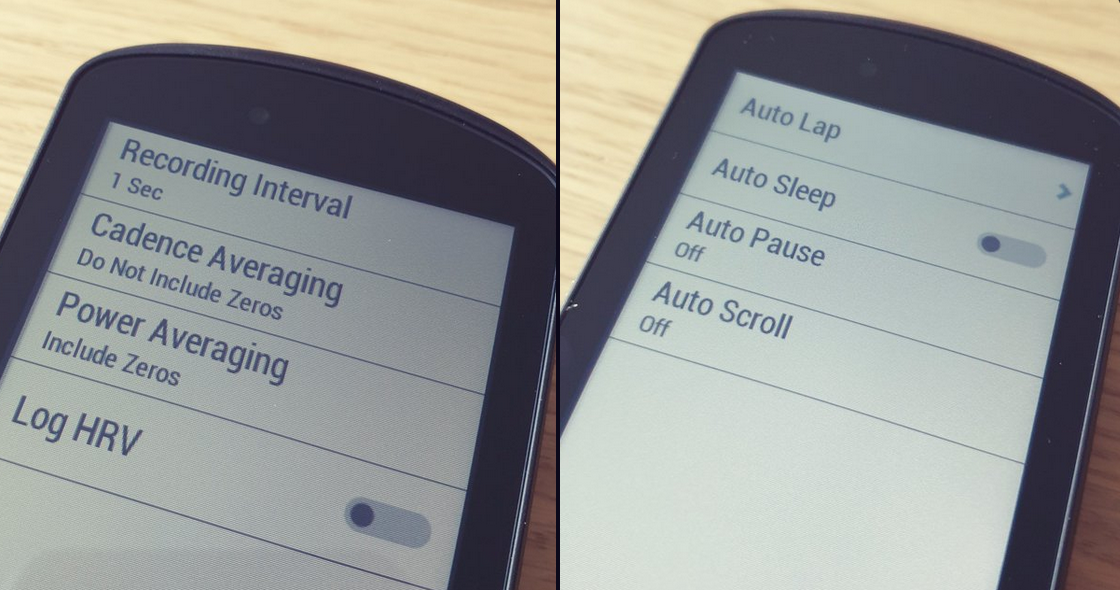 Recording Interval
1 Sec
Cadence Averaging
Do Not Include Zeros
Power Averaging
Include Zeros
Log HRV
Auto Lap
Auto Sleep
Auto Pause
Off
Auto Scroll
Off